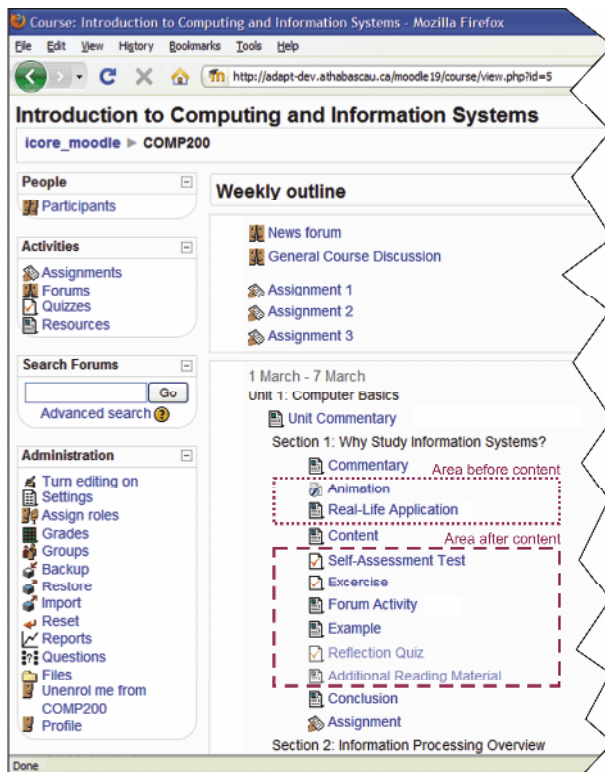 Course: Introduction to Computing and Information Systems - Mozilla Firefox
File Edit View History Bookmarks Tools Help
http://adapt-dev.athabascau.ca/moodle19/course/view.php?id=5
Introduction to Computing and Information Systems
icore_moodle ► COMP200
People
Participants
Activities
Assignments
Forums
Quizzes
Resources
Search Forums
Go
Advanced search ?
Administration
Turn editing on
Settings
Assign roles
Grades
Groups
Backup
Restore
Import
Reset
Reports
Questions
Files
Unenrol me from
COMP200
Profile
Weekly outline
News forum
General Course Discussion
Assignment 1
Assignment 2
Assignment 3
1 March - 7 March
Unit 1: Computer Basics
Unit Commentary
Section 1: Why Study Information Systems?
Commentary Area before content
Animation
Real-Life Application
Content Area after content
Self-Assessment Test
Excercise
Forum Activity
Example
Reflection Quiz
Additional Reading Material
Conclusion
Assignment
Section 2: Information Processing Overview
Done